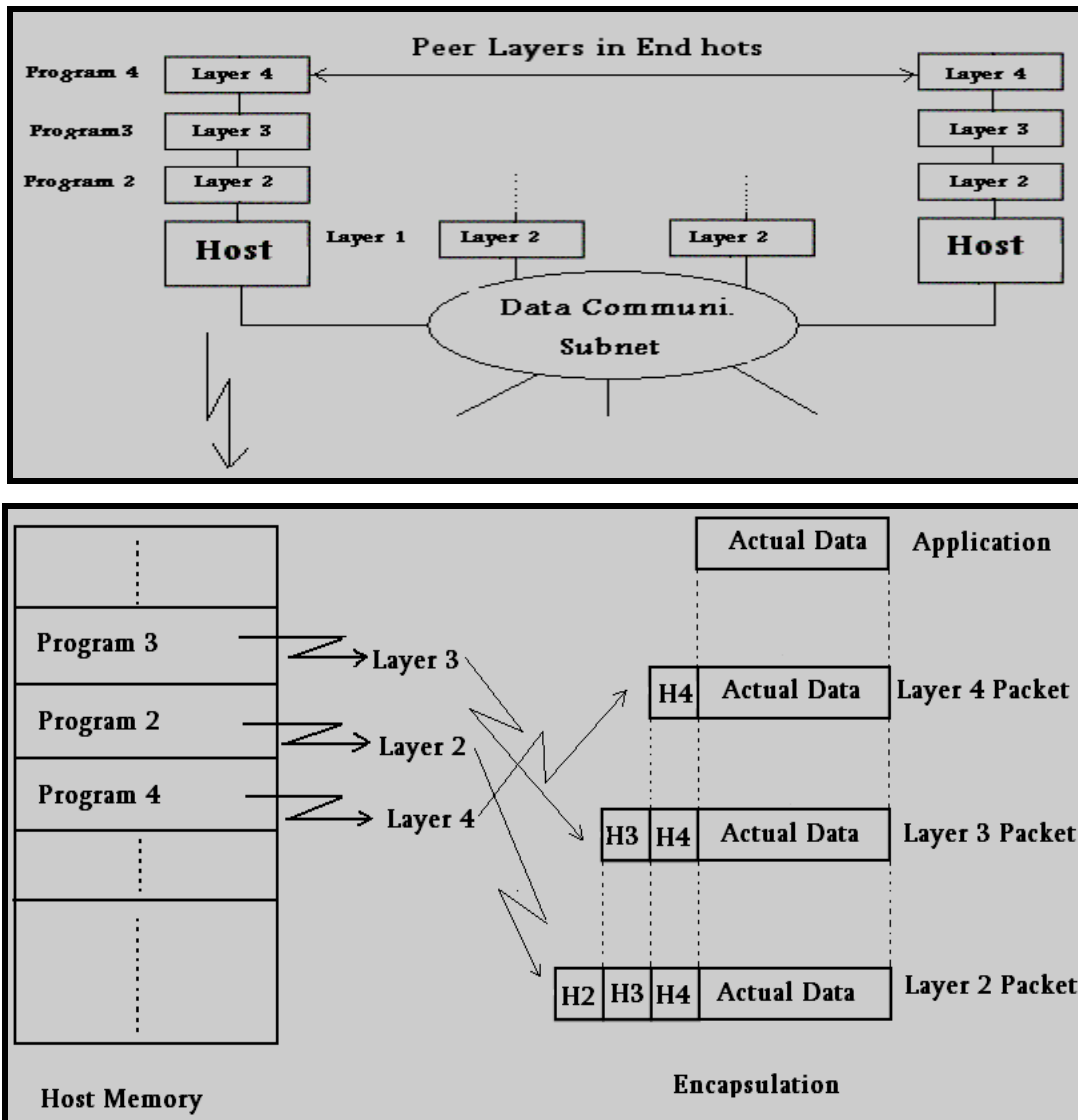 Peer Layers in End hots
Program 4
Layer 4
Layer 4
Program3
Layer 3
Layer 3
Program 2
Layer 2
Layer 2
Host
Layer 1
Layer 2
Layer 2
Host
Data Communi.
Subnet
Actual Data
Application
Program 3
Layer 3
H4
Actual Data
Layer 4 Packet
Program 2
Layer 2
Program 4
Layer 4
H3
H4
Actual Data
Layer 3 Packet
H2
H3
H4
Actual Data
Layer 2 Packet
Host Memory
Encapsulation